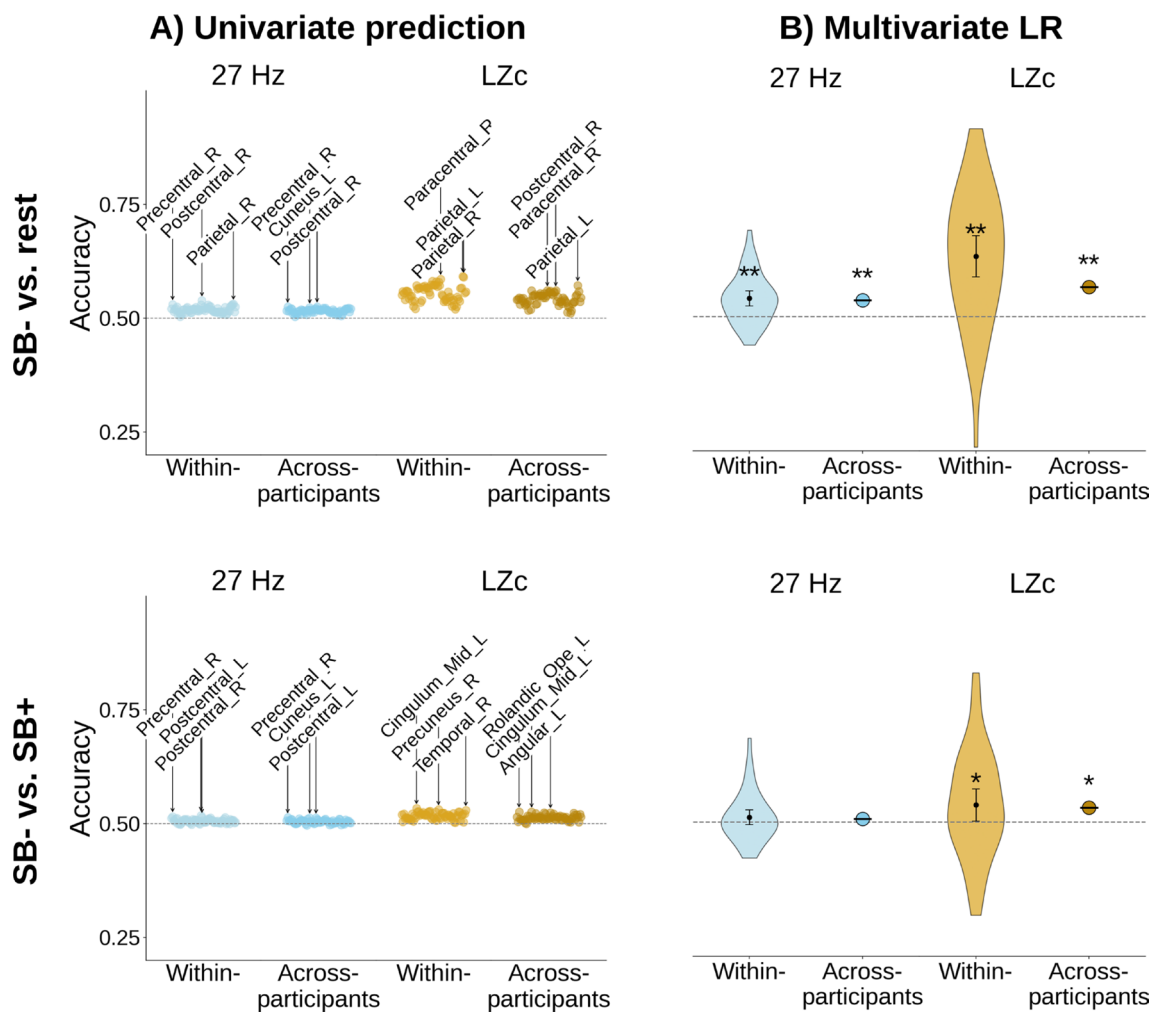 A) Univariate prediction
B) Multivariate LR
SB- vs. rest
27 Hz
LZc
Accuracy
0.75
0.50
0.25
Precentral_R
Postcentral_R
Parietal_R
Precentral_R
Cuneus_L
Postcentral_R
Paracentral_R
Parietal_L
Parietal_R
Postcentral_R
Paracentral_R
Parietal_L
Within-
Across-
participants
Within-
Across-
participants
27 Hz
LZc
**
**
**
**
Within-
Across-
participants
Within-
Across-
participants
SB- vs. SB+
27 Hz
LZc
Accuracy
0.75
0.50
0.25
Precentral_R
Postcentral_L
Postcentral_R
Precentral_R
Cuneus_L
Postcentral_L
Cingulum_Mid_L
Precuneus_R
Temporal_R
Rolandic_Ope_L
Cingulum_Mid_L
Angular_L
Within-
Across-
participants
Within-
Across-
participants
27 Hz
LZc
*
*
Within-
Across-
participants
Within-
Across-
participants